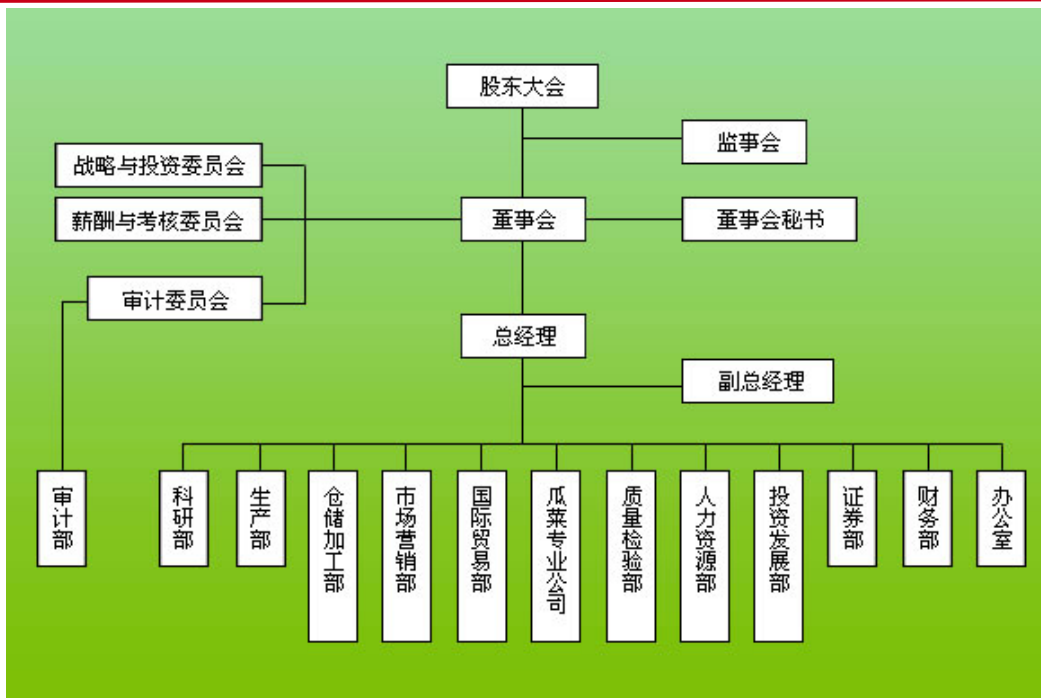 股东大会
监事会
战略与投资委员会
薪酬与考核委员会
董事会
董事会秘书
审计委员会
总经理
副总经理
审计部
科研部
生产部
仓储加工部
市场营销部
国际贸易部
瓜菜专业公司
质量检验部
人力资源部
投资发展部
证券部
财务部
办公室